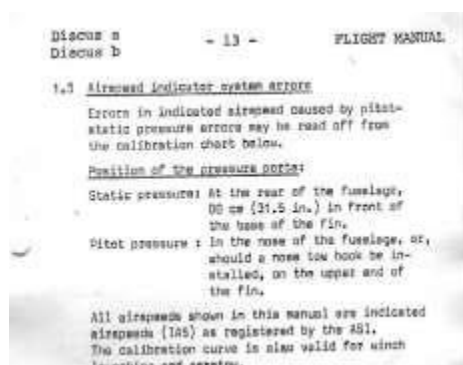 Discus a
Discus b
- 13 -
FLIGHT MANUAL
1.3 Airspeed indicator system errors
Errors in indicated airspeed caused by pitot-
static pressure errors may be read off from
the calibration chart below.
Position of the pressure ports:
Static pressure: At the rear of the fuselage,
80 cm (31.5 in.) in front of
the base of the fin.
Pitot pressure : In the nose of the fuselage, or,
should a nose tow hook be in-
stalled, on the upper end of
the fin.
All airspeeds shown in this manual are indicated
airspeeds (IAS) as registered by the ASI.
The calibration curve is also valid for winch